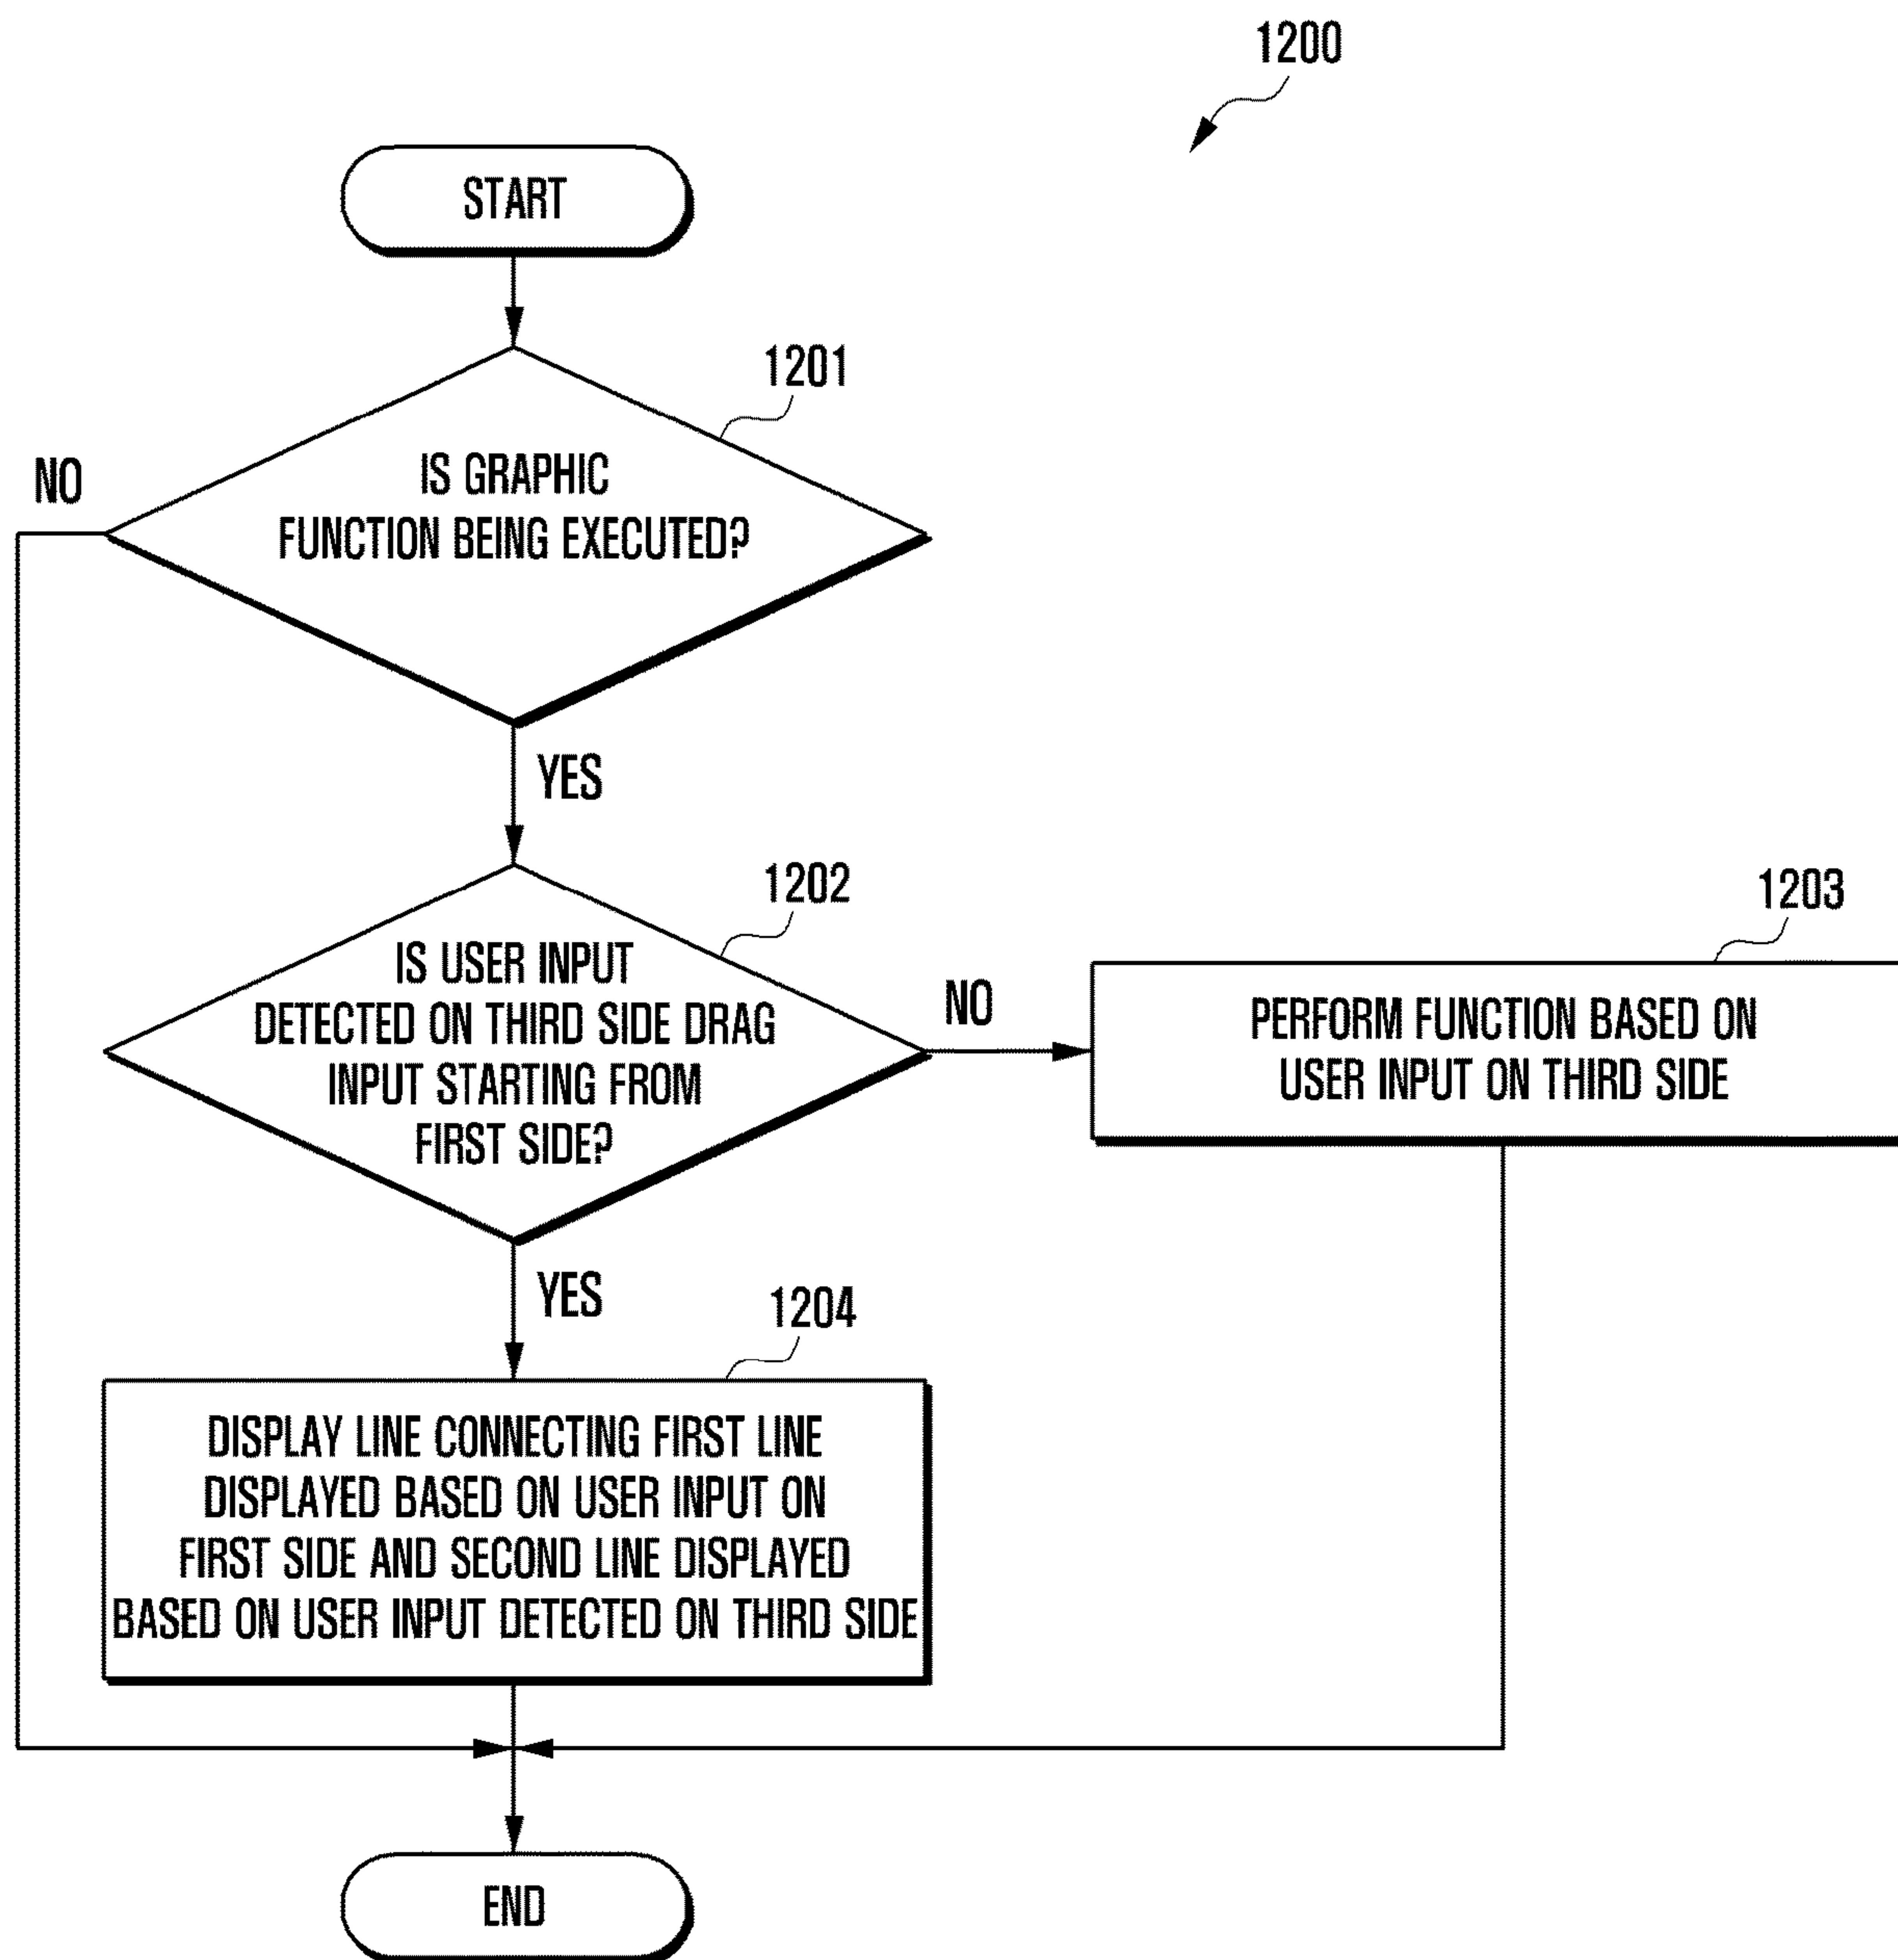 1200
START
1201
NO
IS GRAPHIC
FUNCTION BEING EXECUTED?
YES
1202
IS USER INPUT
DETECTED ON THIRD SIDE DRAG
INPUT STARTING FROM
FIRST SIDE?
NO
1203
PERFORM FUNCTION BASED ON
USER INPUT ON THIRD SIDE
YES
1204
DISPLAY LINE CONNECTING FIRST LINE
DISPLAYED BASED ON USER INPUT ON
FIRST SIDE AND SECOND LINE DISPLAYED
BASED ON USER INPUT DETECTED ON THIRD SIDE
END